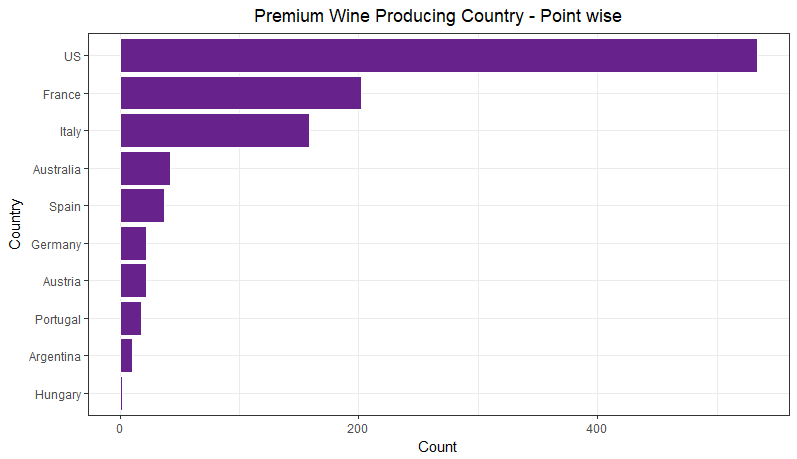 Premium Wine Producing Country - Point wise
US
France
Italy
Australia
Spain
Germany
Austria
Portugal
Argentina
Hungary
Country
0 200 400
Count